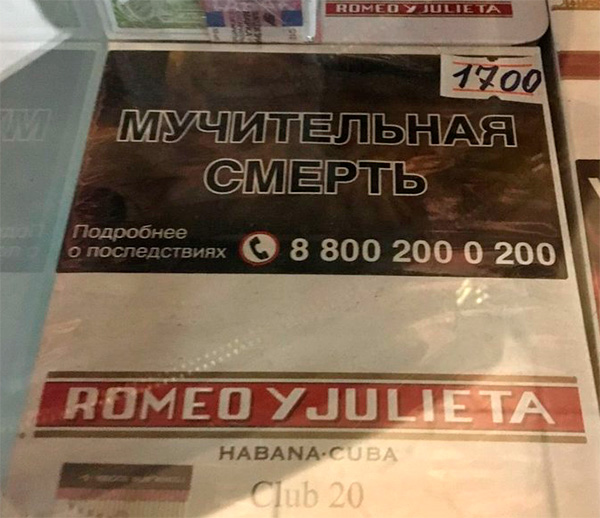 ROMEO Y JULIETA
1700
МУЧИТЕЛЬНАЯ
СМЕРТЬ
Подробнее
о последствиях 8 800 200 0 200
ROMEO Y JULIETA
HABANA·CUBA
Club 20